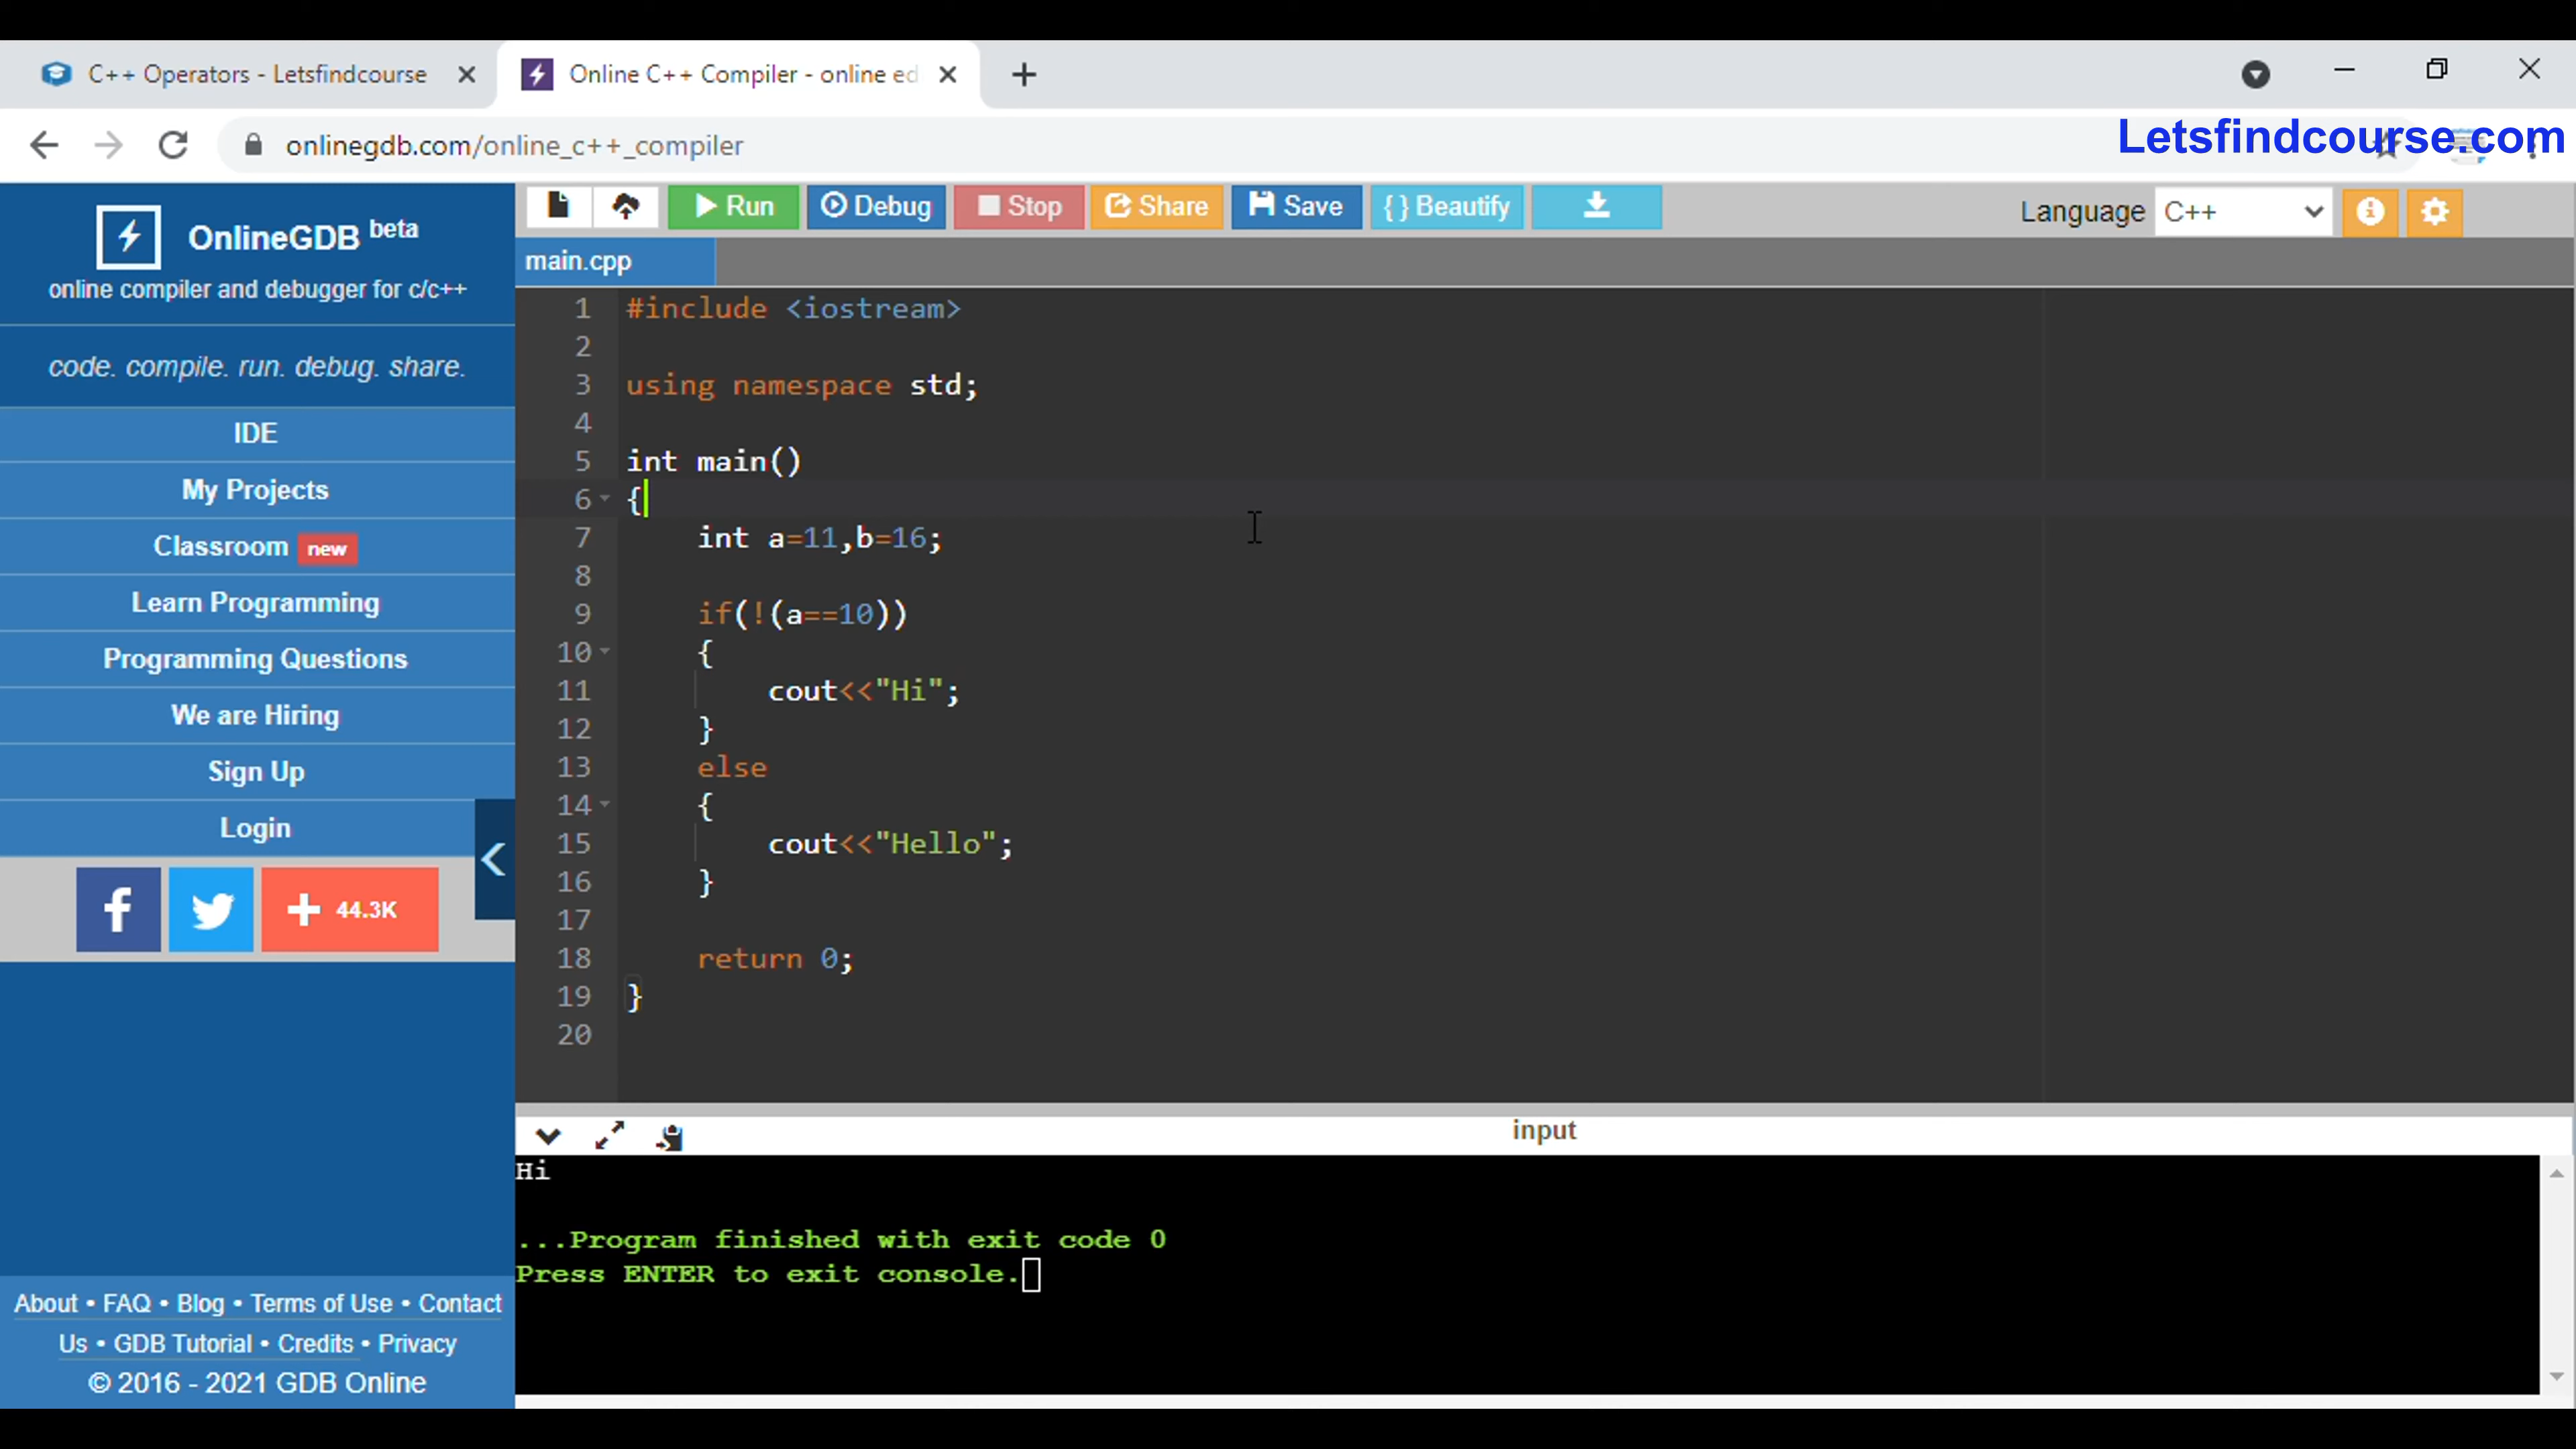 C++ Operators - Letsfindcourse
Online C++ Compiler - online ed
onlinegdb.com/online_c++_compiler
Letsfindcourse.com
OnlineGDB beta
online compiler and debugger for c/c++
code. compile. run. debug. share.
IDE
My Projects
Classroom new
Learn Programming
Programming Questions
We are Hiring
Sign Up
Login
f
+ 44.3K
About • FAQ • Blog • Terms of Use • Contact
Us • GDB Tutorial • Credits • Privacy
© 2016 - 2021 GDB Online
Run Debug Stop Share Save { } Beautify
Language C++
main.cpp
1 #include <iostream>
2
3 using namespace std;
4
5 int main()
6 {
7 int a=11,b=16;
8
9 if(!(a==10))
10 {
11 cout<<"Hi";
12 }
13 else
14 {
15 cout<<"Hello";
16 }
17
18 return 0;
19 }
20
input
Hi
...Program finished with exit code 0
Press ENTER to exit console.